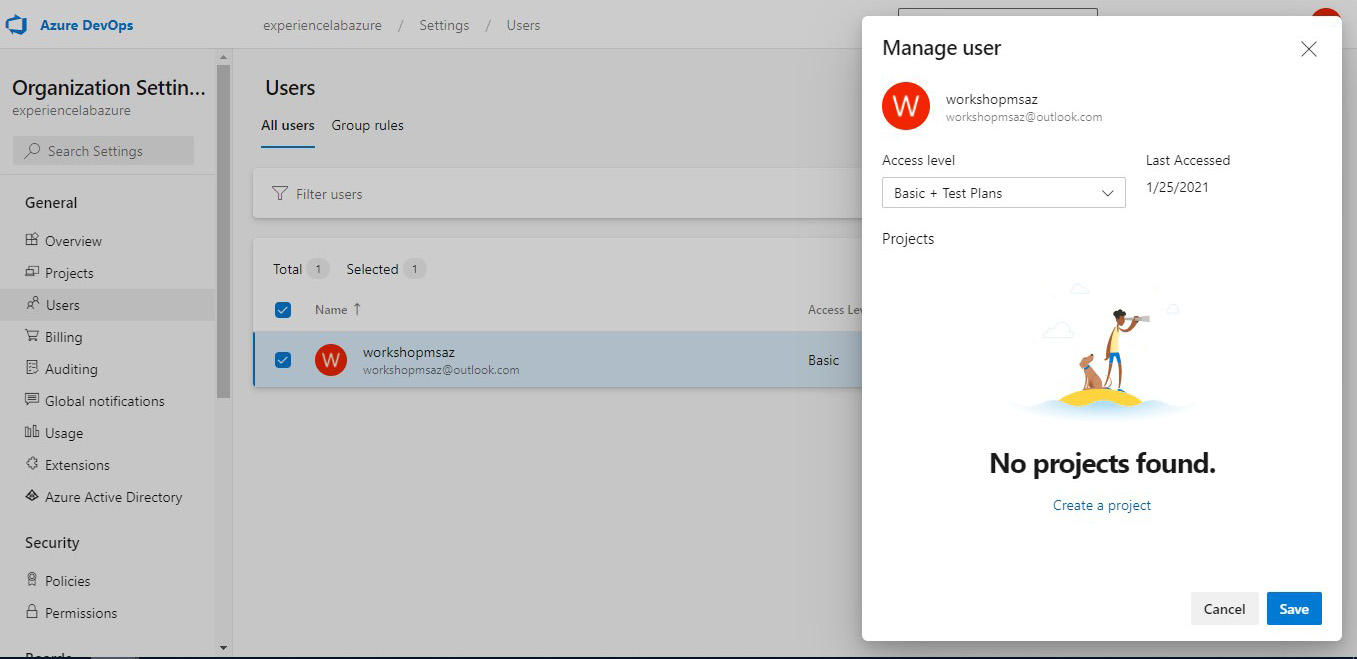 Azure DevOps
experiencelabazure / Settings / Users
Organization Settin...
experiencelabazure
Search Settings
General
Overview
Projects
Users
Billing
Auditing
Global notifications
Usage
Extensions
Azure Active Directory
Security
Policies
Permissions
Users
All users Group rules
Filter users
Total 1 Selected 1
Name ↑ Access Lev
W workshopmsaz Basic
workshopmsaz@outlook.com
Manage user
W workshopmsaz
workshopmsaz@outlook.com
Access level Last Accessed
Basic + Test Plans 1/25/2021
Projects
No projects found.
Create a project
Cancel Save